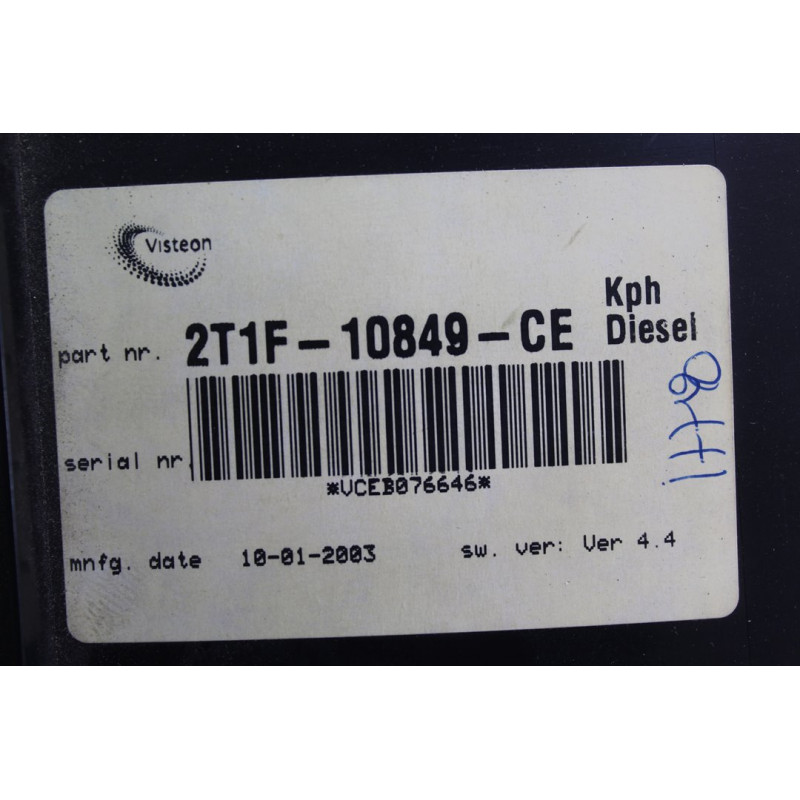 Visteon
part nr. 2T1F-10849-CE Kph Diesel
serial nr.
*VCEB076646*
mnfg. date 10-01-2003 sw. ver: Ver 4.4